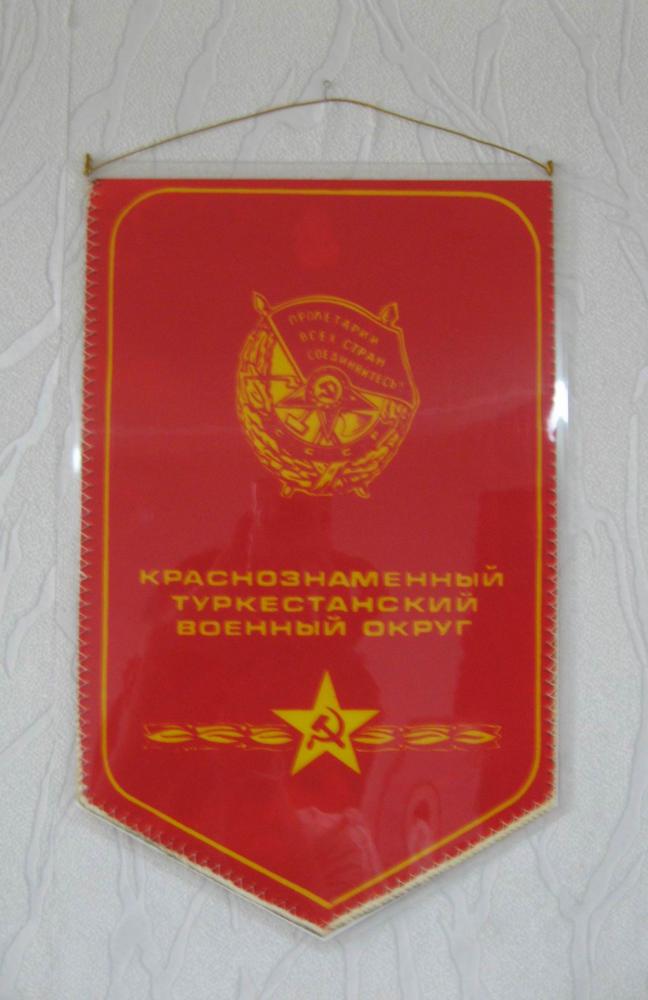 ПРОЛЕТАРИИ
ВСЕХ СТРАН
СОЕДИНЯЙТЕСЬ!
СССР
КРАСНОЗНАМЕННЫЙ
ТУРКЕСТАНСКИЙ
ВОЕННЫЙ ОКРУГ